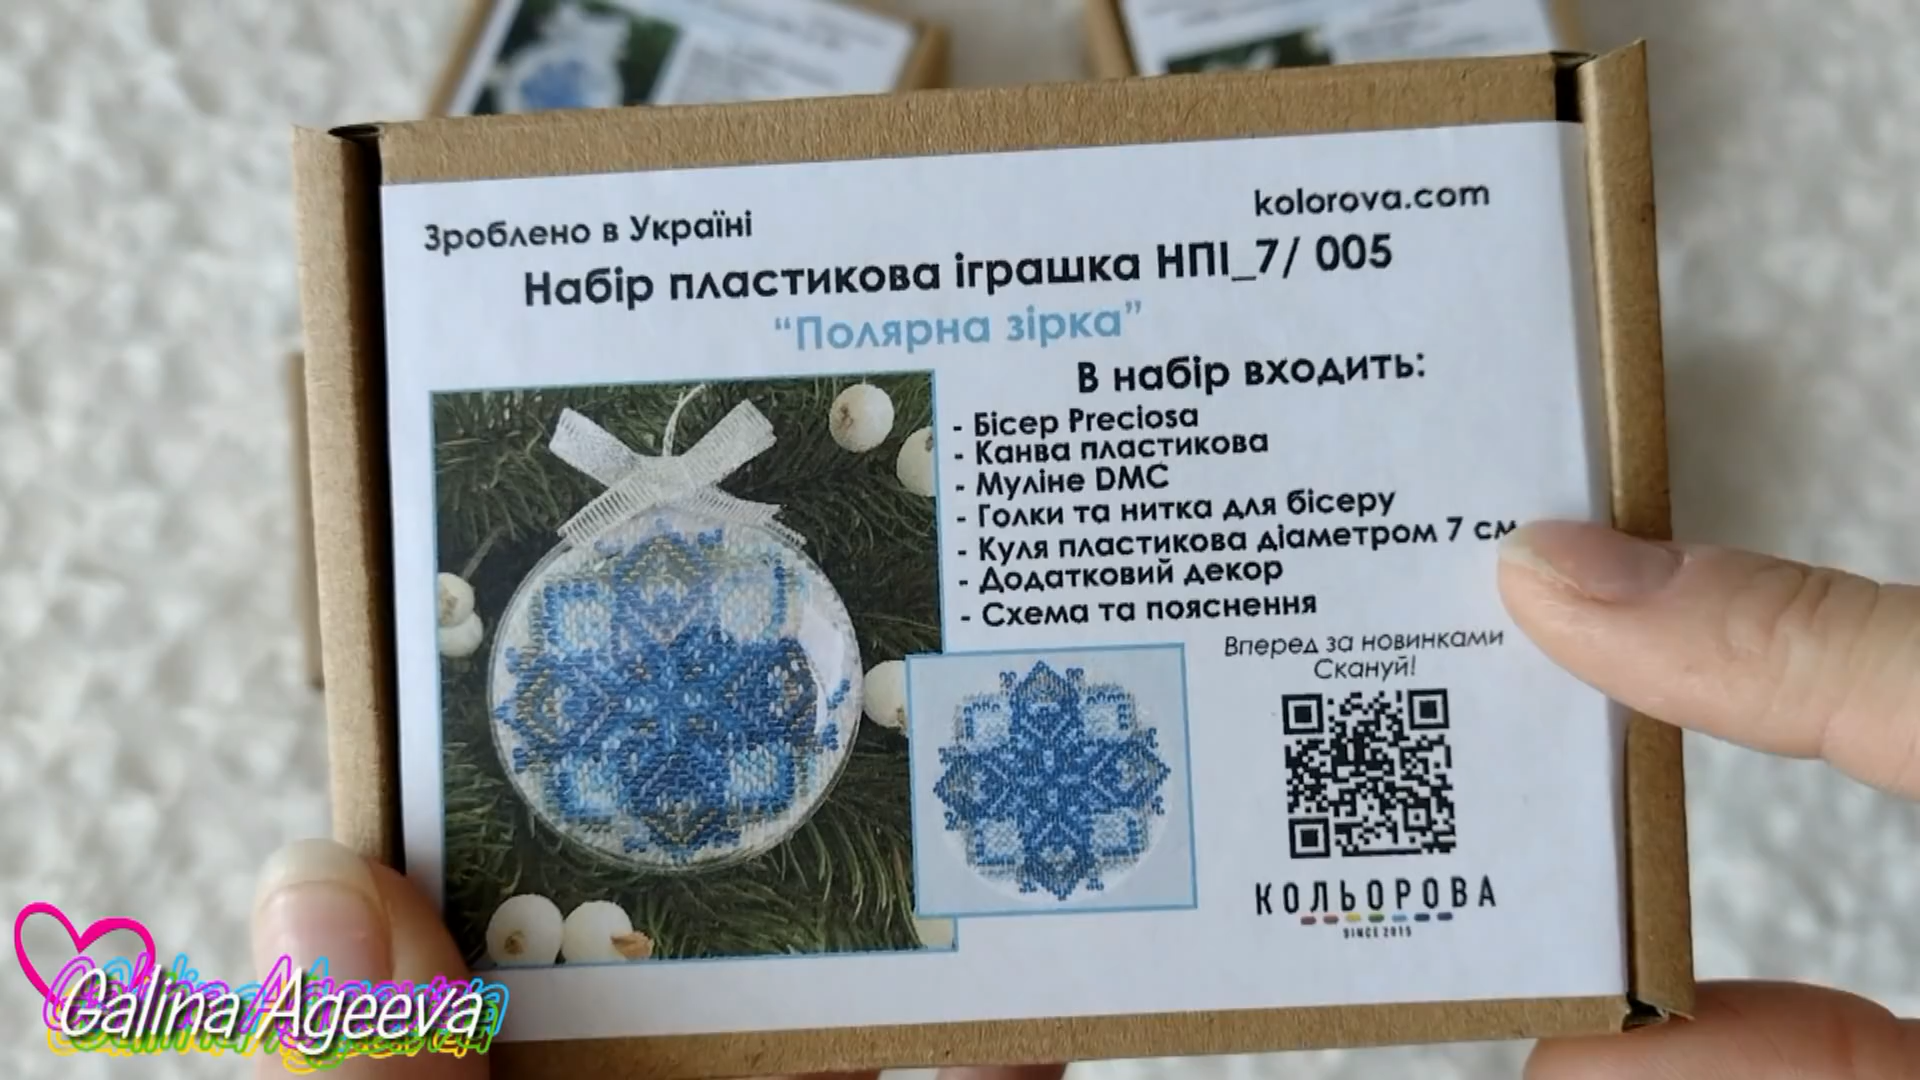 Зроблено в Україні
kolorova.com
Набір пластикова іграшка НПІ_7/ 005
“Полярна зірка”
В набір входить:
- Бісер Preciosa
- Канва пластикова
- Муліне DMC
- Голки та нитка для бісеру
- Куля пластикова діаметром 7 см
- Додатковий декор
- Схема та пояснення
Вперед за новинками
Скануй!
КОЛЬОРОВА
SINCE 2015
Galina Ageeva